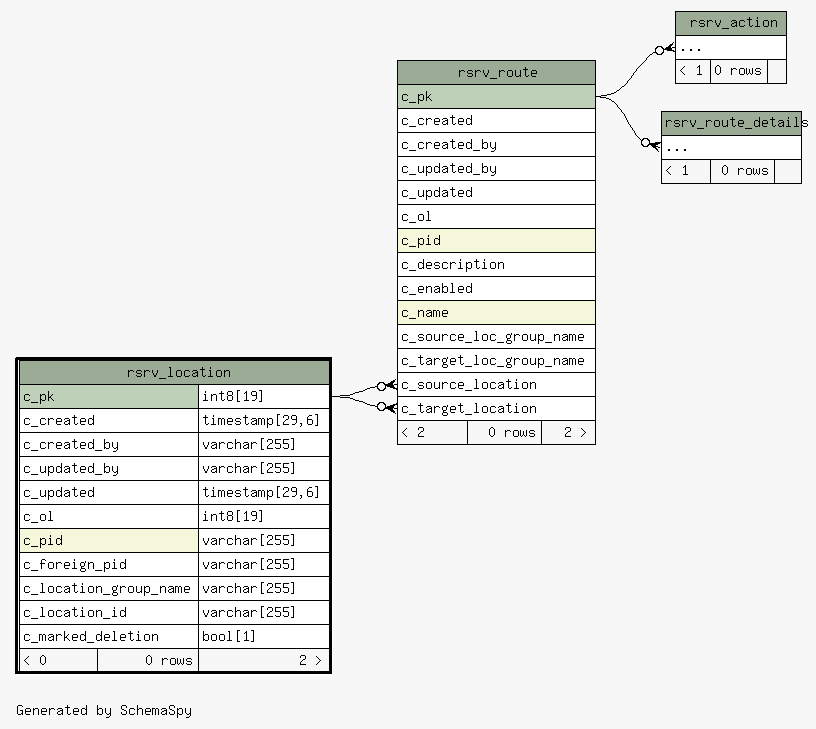 rsrv_action
...
< 1 0 rows
rsrv_route
c_pk
c_created
c_created_by
c_updated_by
c_updated
c_ol
c_pid
c_description
c_enabled
c_name
c_source_loc_group_name
c_target_loc_group_name
c_source_location
c_target_location
< 2 0 rows 2 >
rsrv_route_details
...
< 1 0 rows
rsrv_location
c_pk int8[19]
c_created timestamp[29,6]
c_created_by varchar[255]
c_updated_by varchar[255]
c_updated timestamp[29,6]
c_ol int8[19]
c_pid varchar[255]
c_foreign_pid varchar[255]
c_location_group_name varchar[255]
c_location_id varchar[255]
c_marked_deletion bool[1]
< 0 0 rows 2 >
Generated by SchemaSpy